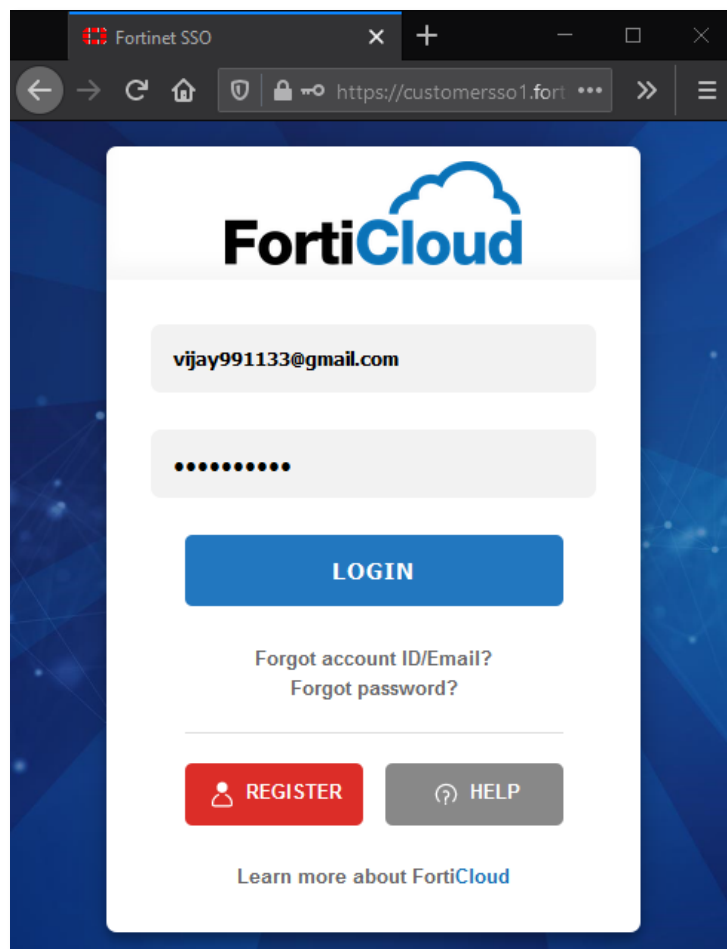 Fortinet SSO
https://customersso1.fort
FortiCloud
vijay991133@gmail.com
••••••••••
LOGIN
Forgot account ID/Email?
Forgot password?
REGISTER
HELP
Learn more about FortiCloud